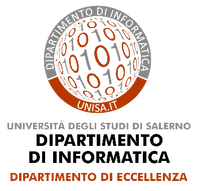 DIPARTIMENTO DI INFORMATICA
UNISA.IT
UNIVERSITÀ DEGLI STUDI DI SALERNO
DIPARTIMENTO
DI INFORMATICA
DIPARTIMENTO DI ECCELLENZA